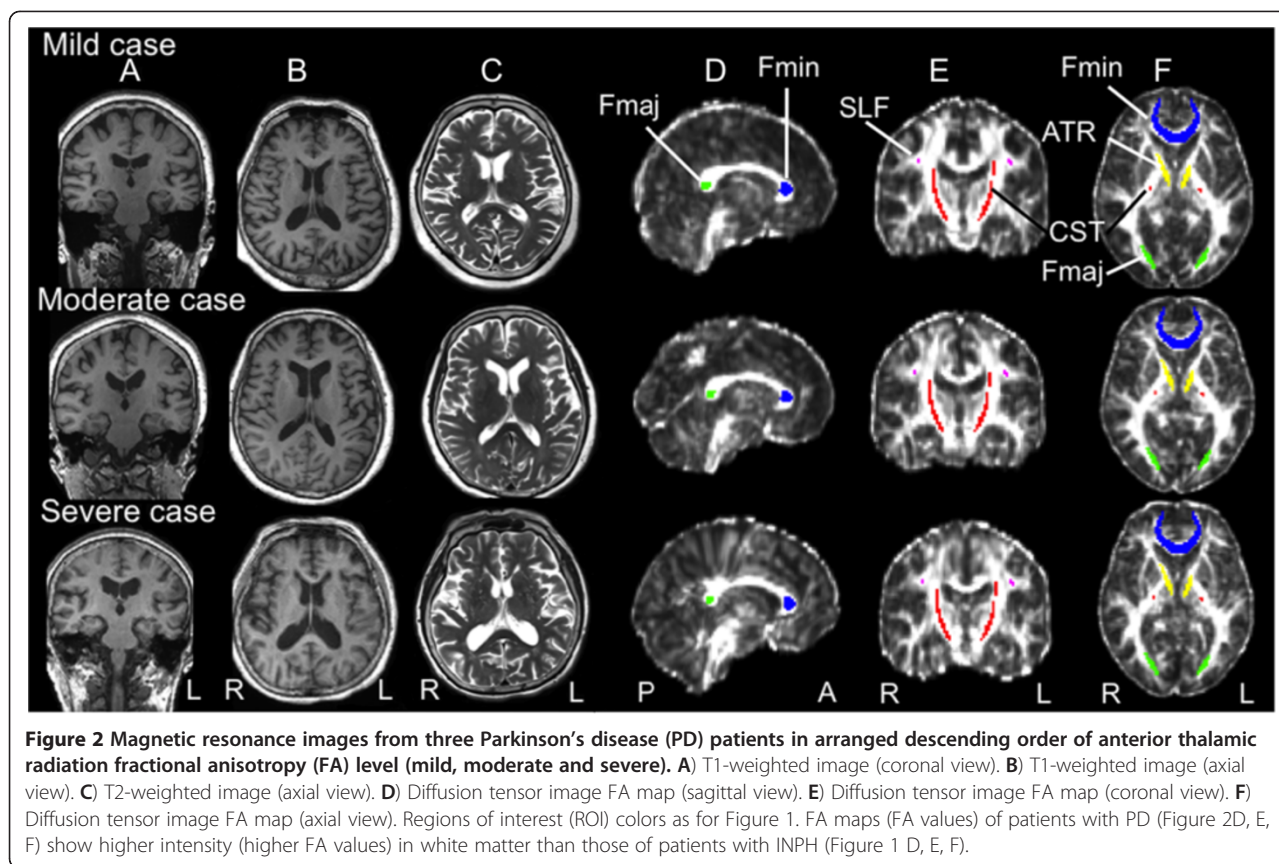 Mild case
A B C D E F
Fmin
Fmaj
SLF
Fmin
ATR
CST
Fmaj
Moderate case
Severe case
L R L R L P A R L R L
Figure 2 Magnetic resonance images from three Parkinson's disease (PD) patients in arranged descending order of anterior thalamic
radiation fractional anisotropy (FA) level (mild, moderate and severe). A) T1-weighted image (coronal view). B) T1-weighted image (axial
view). C) T2-weighted image (axial view). D) Diffusion tensor image FA map (sagittal view). E) Diffusion tensor image FA map (coronal view). F)
Diffusion tensor image FA map (axial view). Regions of interest (ROI) colors as for Figure 1. FA maps (FA values) of patients with PD (Figure 2D, E,
F) show higher intensity (higher FA values) in white matter than those of patients with INPH (Figure 1 D, E, F).